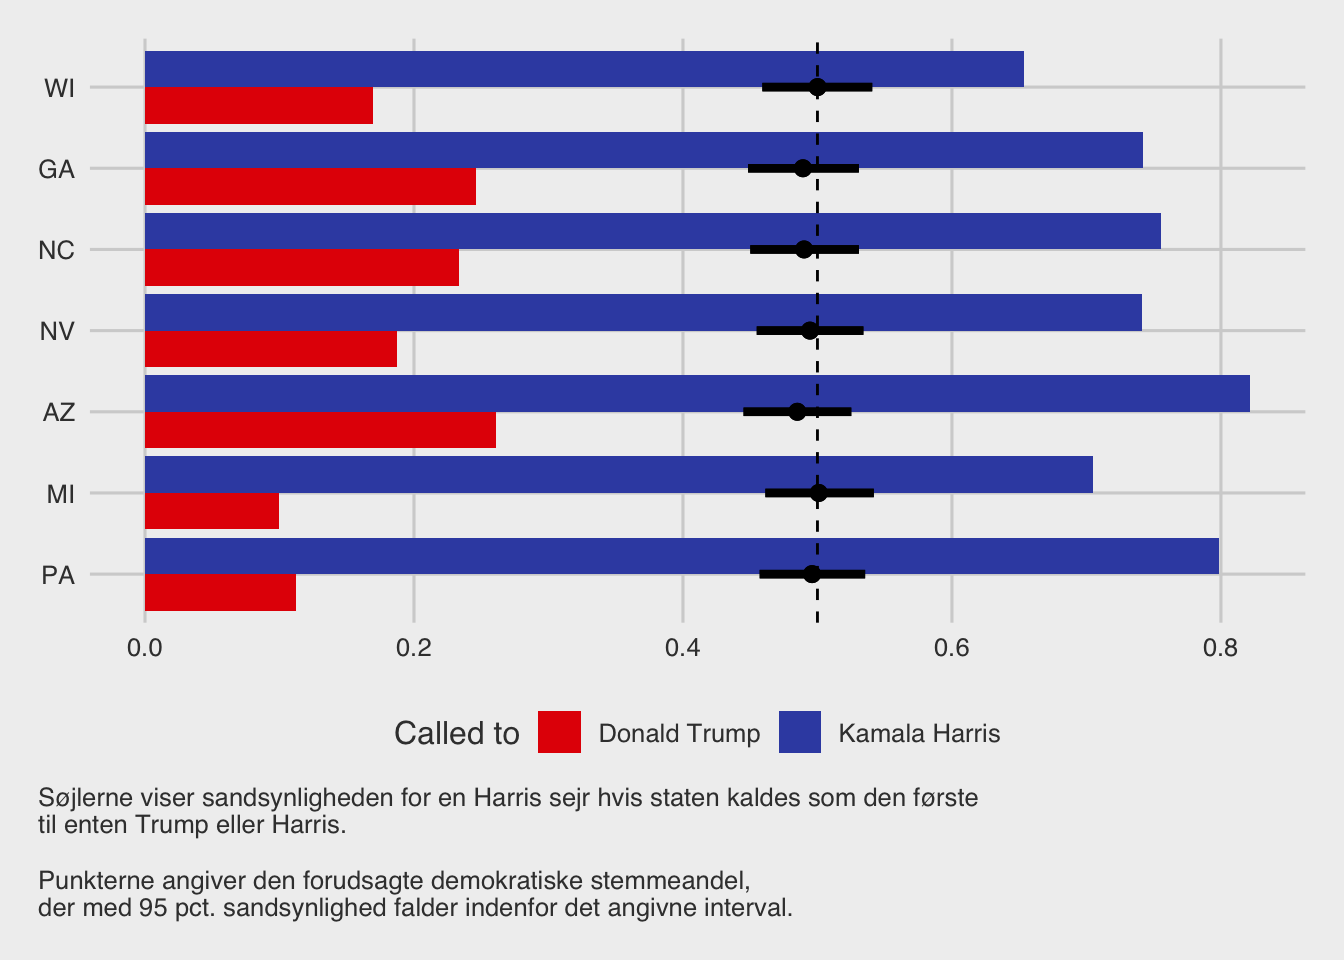 WI
GA
NC
NV
AZ
MI
PA
0.0 0.2 0.4 0.6 0.8
Called to Donald Trump Kamala Harris
Søjlerne viser sandsynligheden for en Harris sejr hvis staten kaldes som den første
til enten Trump eller Harris.
Punkterne angiver den forudsagte demokratiske stemmeandel,
der med 95 pct. sandsynlighed falder indenfor det angivne interval.